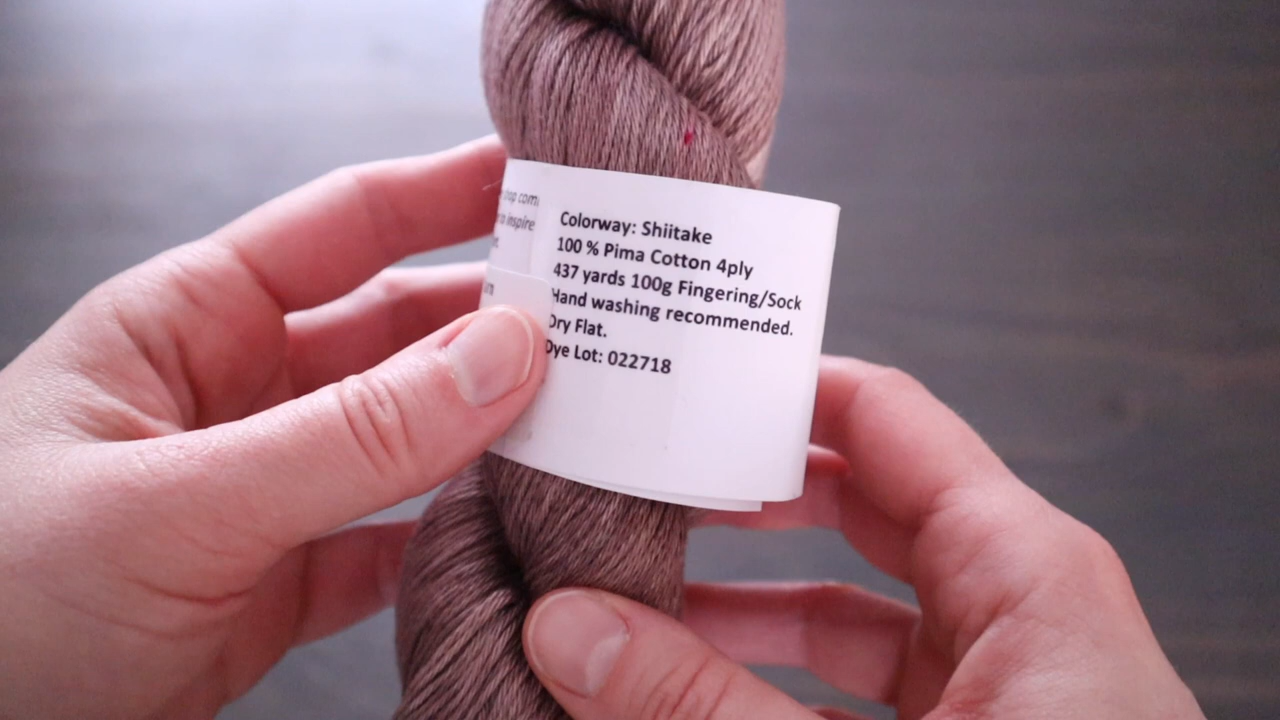 inspire
Colorway: Shiitake
100 % Pima Cotton 4ply
437 yards 100g Fingering/Sock
Hand washing recommended.
Dry Flat.
Dye Lot: 022718